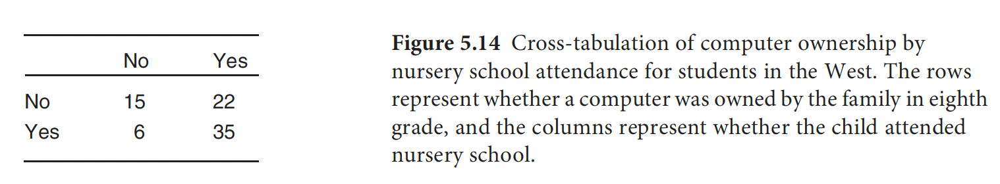 No Yes
No 15 22
Yes 6 35
Figure 5.14 Cross-tabulation of computer ownership by
nursery school attendance for students in the West. The rows
represent whether a computer was owned by the family in eighth
grade, and the columns represent whether the child attended
nursery school.